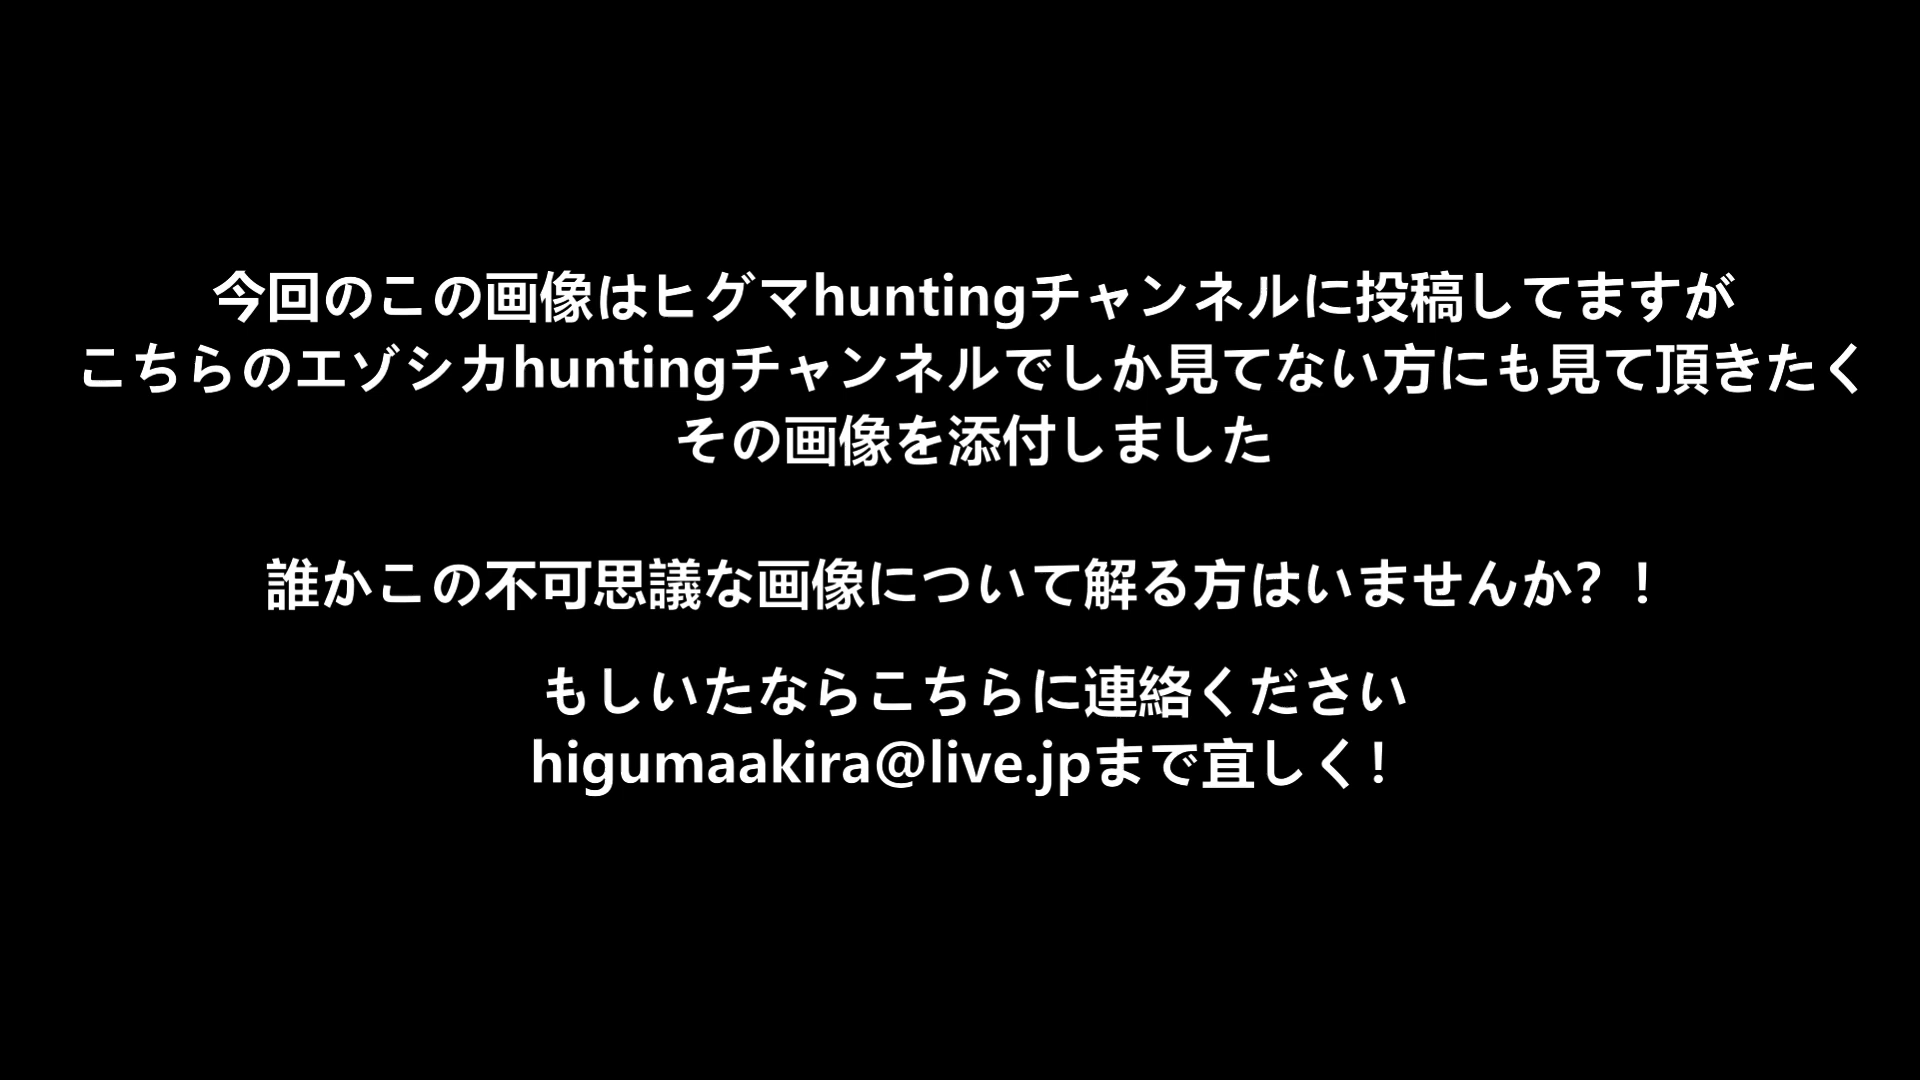 今回のこの画像はヒグマhuntingチャンネルに投稿してますが
こちらのエゾシカhuntingチャンネルでしか見てない方にも見て頂きたく
その画像を添付しました
誰かこの不可思議な画像について解る方はいませんか？！
もしいたならこちらに連絡ください
higumaakira@live.jpまで宜しく！